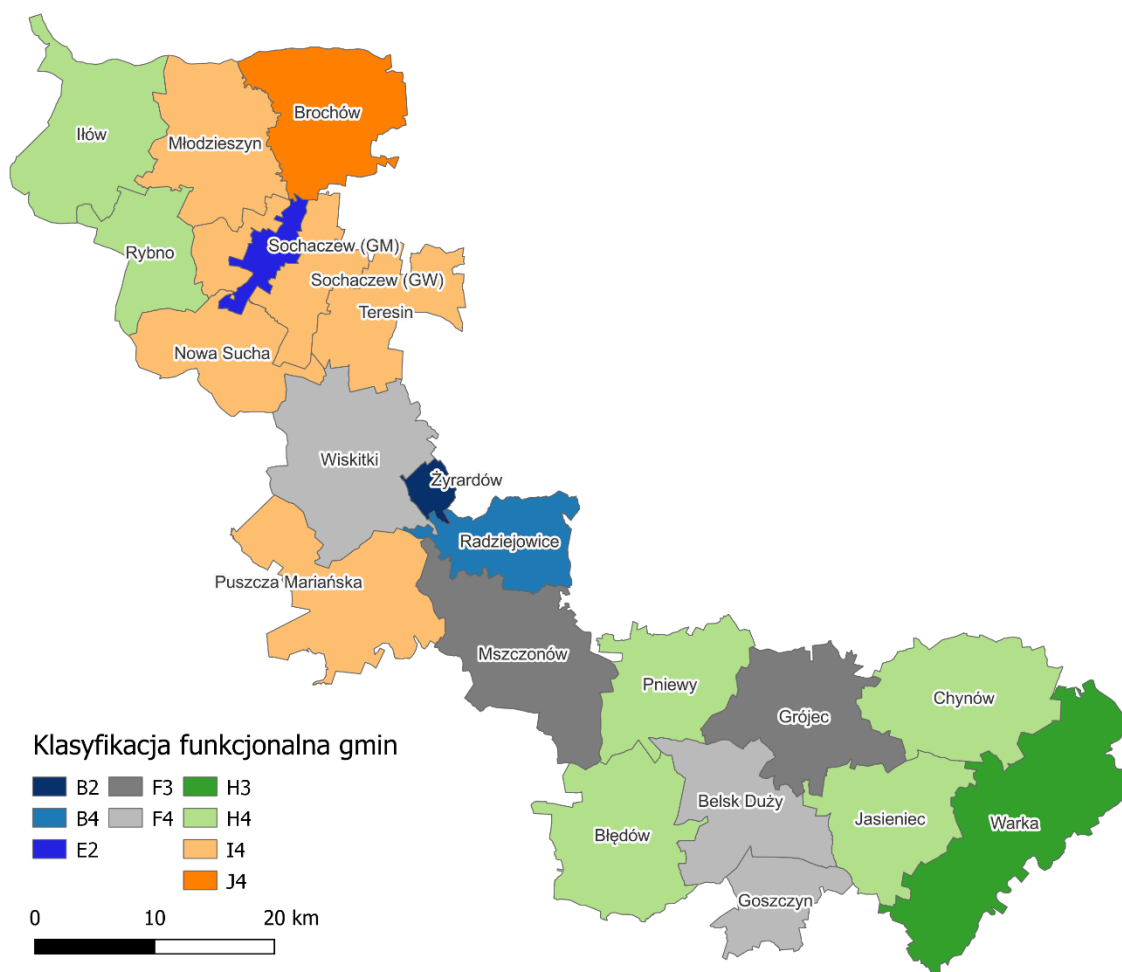 Brochów
Iłów
Młodzieszyn
Sochaczew (GM)
Rybno
Sochaczew (GW)
Teresin
Nowa Sucha
Wiskitki
Żyrardów
Radziejowice
Puszcza Mariańska
Mszczonów
Pniewy
Chynów
Grójec
Belsk Duży
Jasieniec
Warka
Błędów
Goszczyn
Klasyfikacja funkcjonalna gmin
B2 F3 H3
B4 F4 H4
E2 I4
J4
0 10 20 km